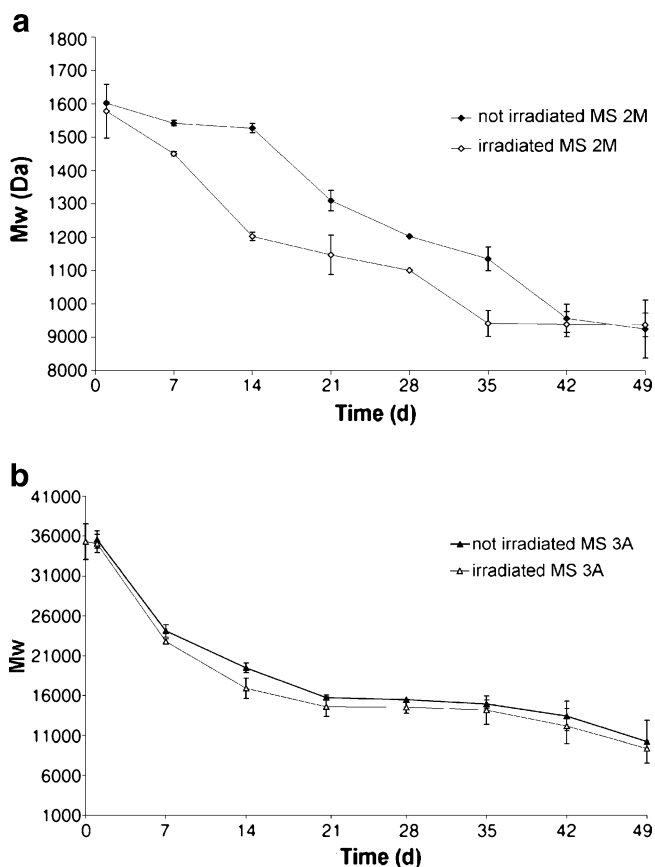 a
1800
1700
1600
1500
1400
1300
1200
1100
1000
9000
8000
Mw (Da)
not irradiated MS 2M
irradiated MS 2M
0 7 14 21 28 35 42 49
Time (d)
b
41000
36000
31000
26000
21000
16000
11000
6000
1000
Mw
not irradiated MS 3A
irradiated MS 3A
0 7 14 21 28 35 42 49
Time (d)